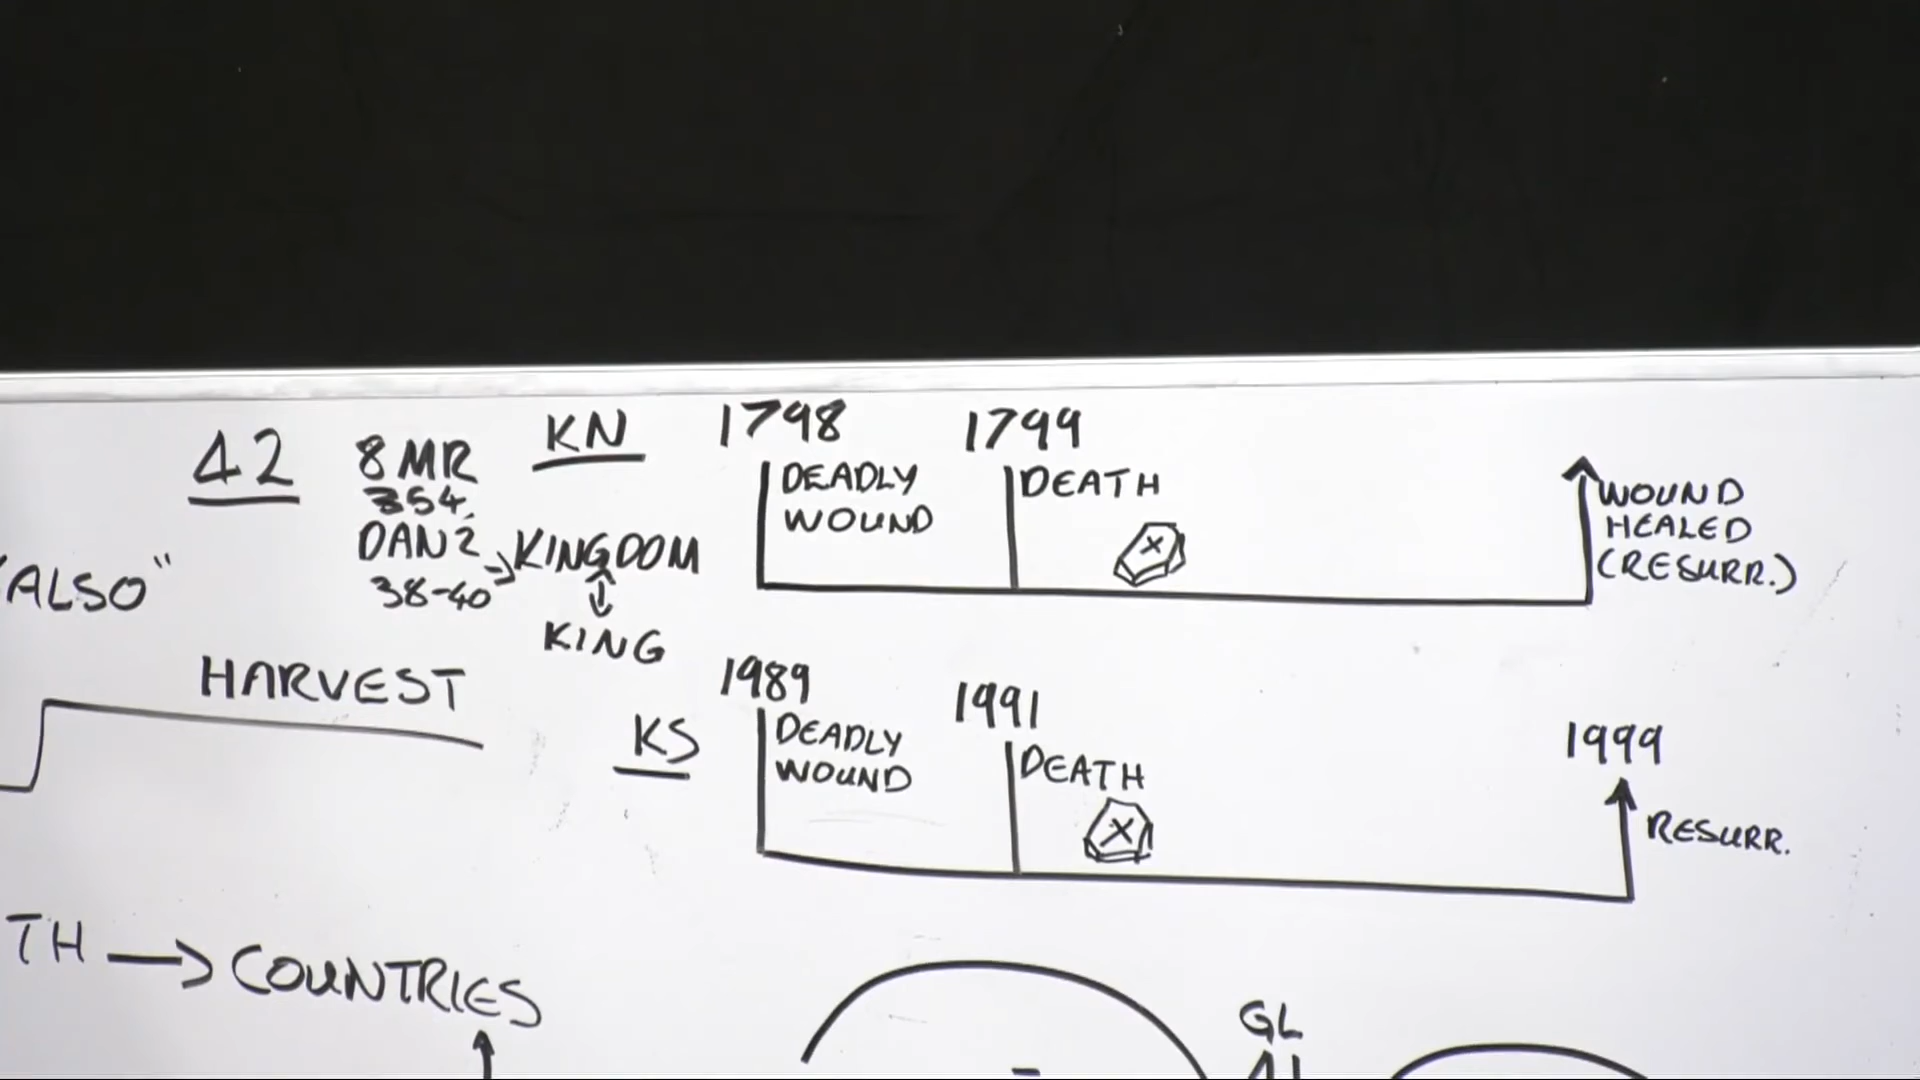 42
8 MR
354,
DAN 2
38-40
KN
KINGDOM
KING
1798
DEADLY
WOUND
1799
DEATH
X
WOUND
HEALED
(RESURR.)
"ALSO"
HARVEST
KS
1989
DEADLY
WOUND
1991
DEATH
X
1999
RESURR.
TH → COUNTRIES
GL